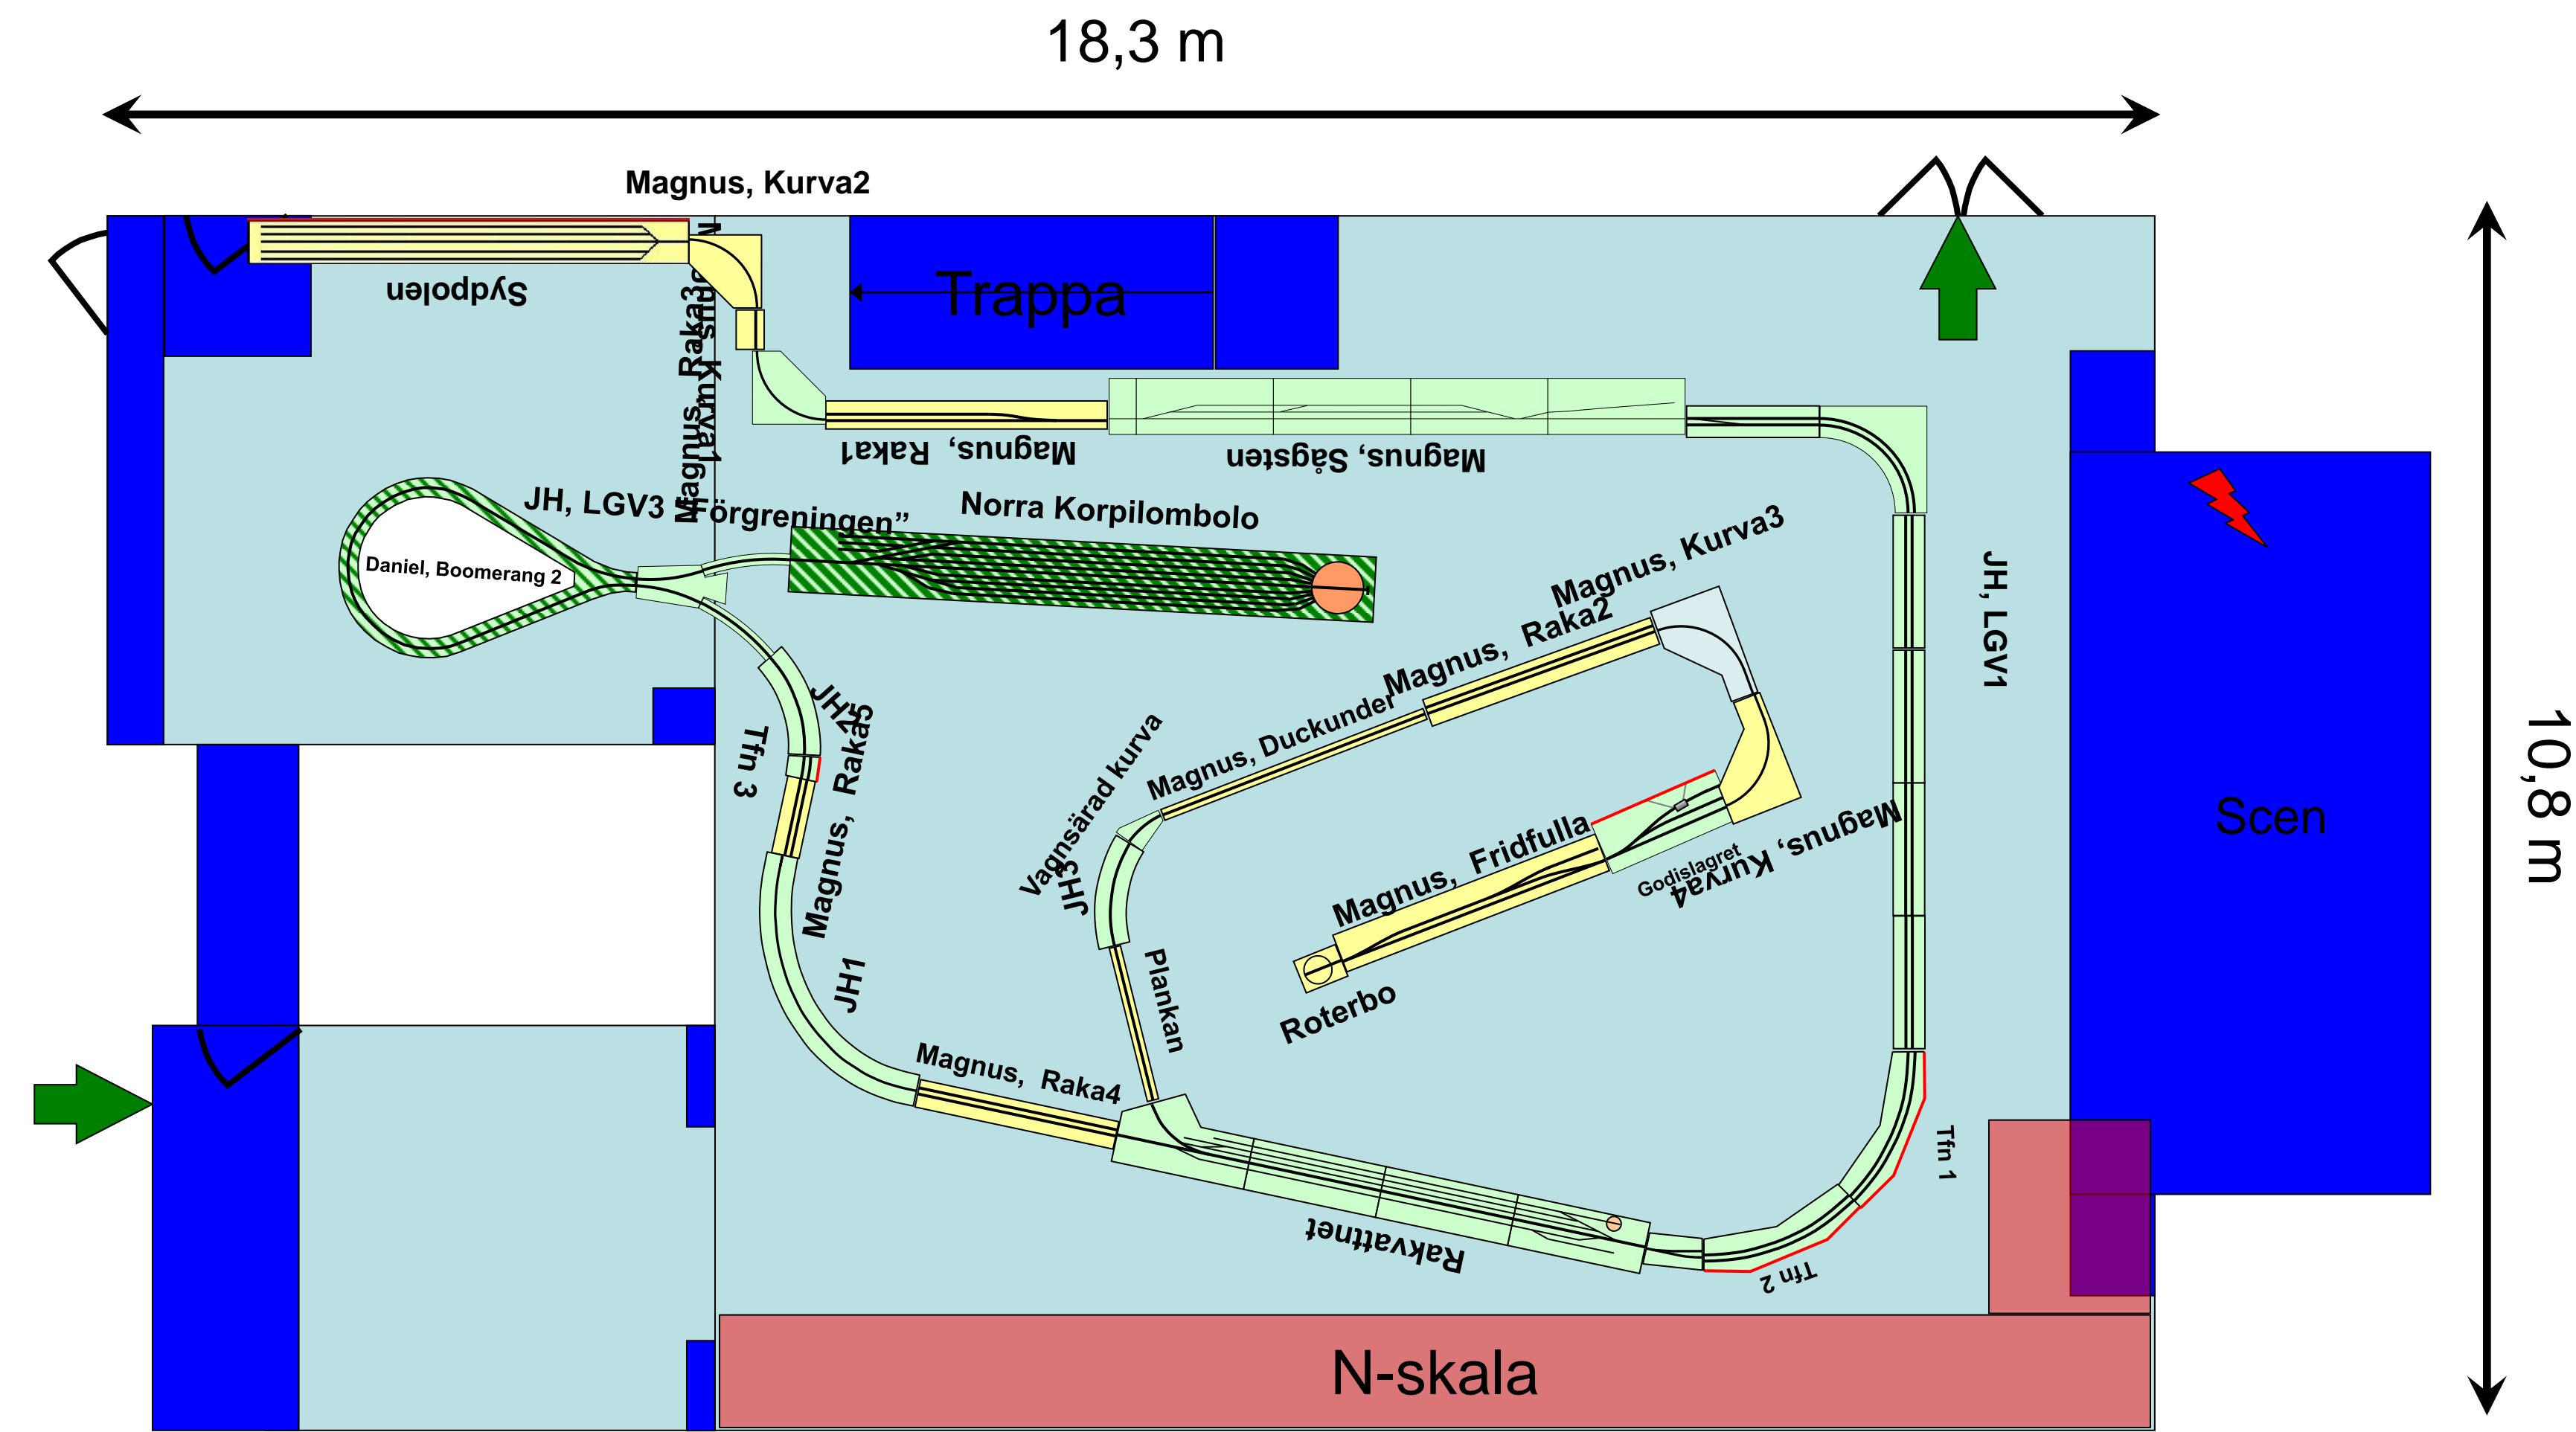 18,3 m
Magnus, Kurva2
Trappa
Sydpolen
Magnus, Raka3
Magnus, Kurva1
Magnus, Raka1
Magnus, Sågsten
JH, LGV3 "Förgreningen”
Norra Korpilombolo
Daniel, Boomerang 2
Magnus, Kurva3
Magnus, Raka2
JH, LGV1
Magnus, Duckunder
JH2
Tfn 3
Magnus, Raka5
Vagnsärad kurva
JH3
10,8 m
Scen
Magnus, Kurva4
Godislagret
Magnus, Fridfulla
Roterbo
JH1
Plankan
Magnus, Raka4
Tfn 1
Rakvattnet
Tfn 2
N-skala